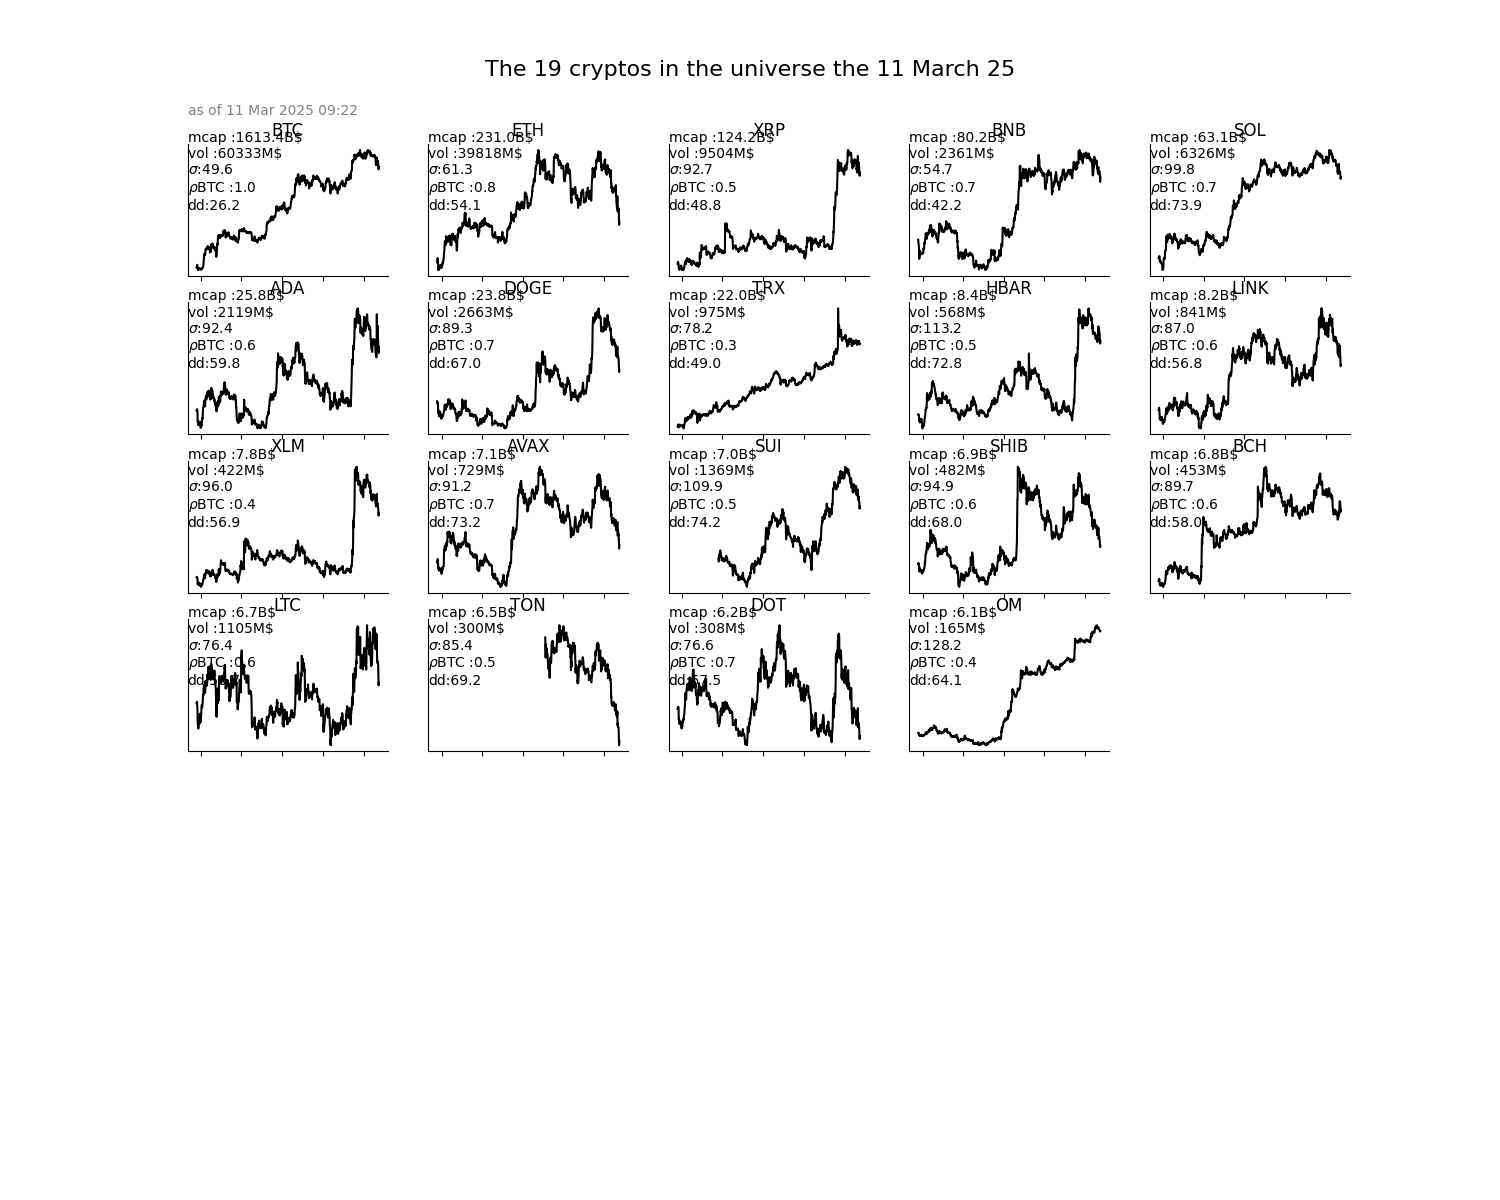 The 19 cryptos in the universe the 11 March 25
as of 11 Mar 2025 09:22
BTC
mcap :1613.4B$
vol :60333M$
σ:49.6
ρBTC :1.0
dd:26.2
ETH
mcap :231.0B$
vol :39818M$
σ:61.3
ρBTC :0.8
dd:54.1
XRP
mcap :124.2B$
vol :9504M$
σ:92.7
ρBTC :0.5
dd:48.8
BNB
mcap :80.2B$
vol :2361M$
σ:54.7
ρBTC :0.7
dd:42.2
SOL
mcap :63.1B$
vol :6326M$
σ:99.8
ρBTC :0.7
dd:73.9
ADA
mcap :25.8B$
vol :2119M$
σ:92.4
ρBTC :0.6
dd:59.8
DOGE
mcap :23.8B$
vol :2663M$
σ:89.3
ρBTC :0.7
dd:67.0
TRX
mcap :22.0B$
vol :975M$
σ:78.2
ρBTC :0.3
dd:49.0
HBAR
mcap :8.4B$
vol :568M$
σ:113.2
ρBTC :0.5
dd:72.8
LINK
mcap :8.2B$
vol :841M$
σ:87.0
ρBTC :0.6
dd:56.8
XLM
mcap :7.8B$
vol :422M$
σ:96.0
ρBTC :0.4
dd:56.9
AVAX
mcap :7.1B$
vol :729M$
σ:91.2
ρBTC :0.7
dd:73.2
SUI
mcap :7.0B$
vol :1369M$
σ:109.9
ρBTC :0.5
dd:74.2
SHIB
mcap :6.9B$
vol :482M$
σ:94.9
ρBTC :0.6
dd:68.0
BCH
mcap :6.8B$
vol :453M$
σ:89.7
ρBTC :0.6
dd:58.0
LTC
mcap :6.7B$
vol :1105M$
σ:76.4
ρBTC :0.6
TON
mcap :6.5B$
vol :300M$
σ:85.4
ρBTC :0.5
dd:69.2
DOT
mcap :6.2B$
vol :308M$
σ:76.6
ρBTC :0.7
dd:67.5
OM
mcap :6.1B$
vol :165M$
σ:128.2
ρBTC :0.4
dd:64.1